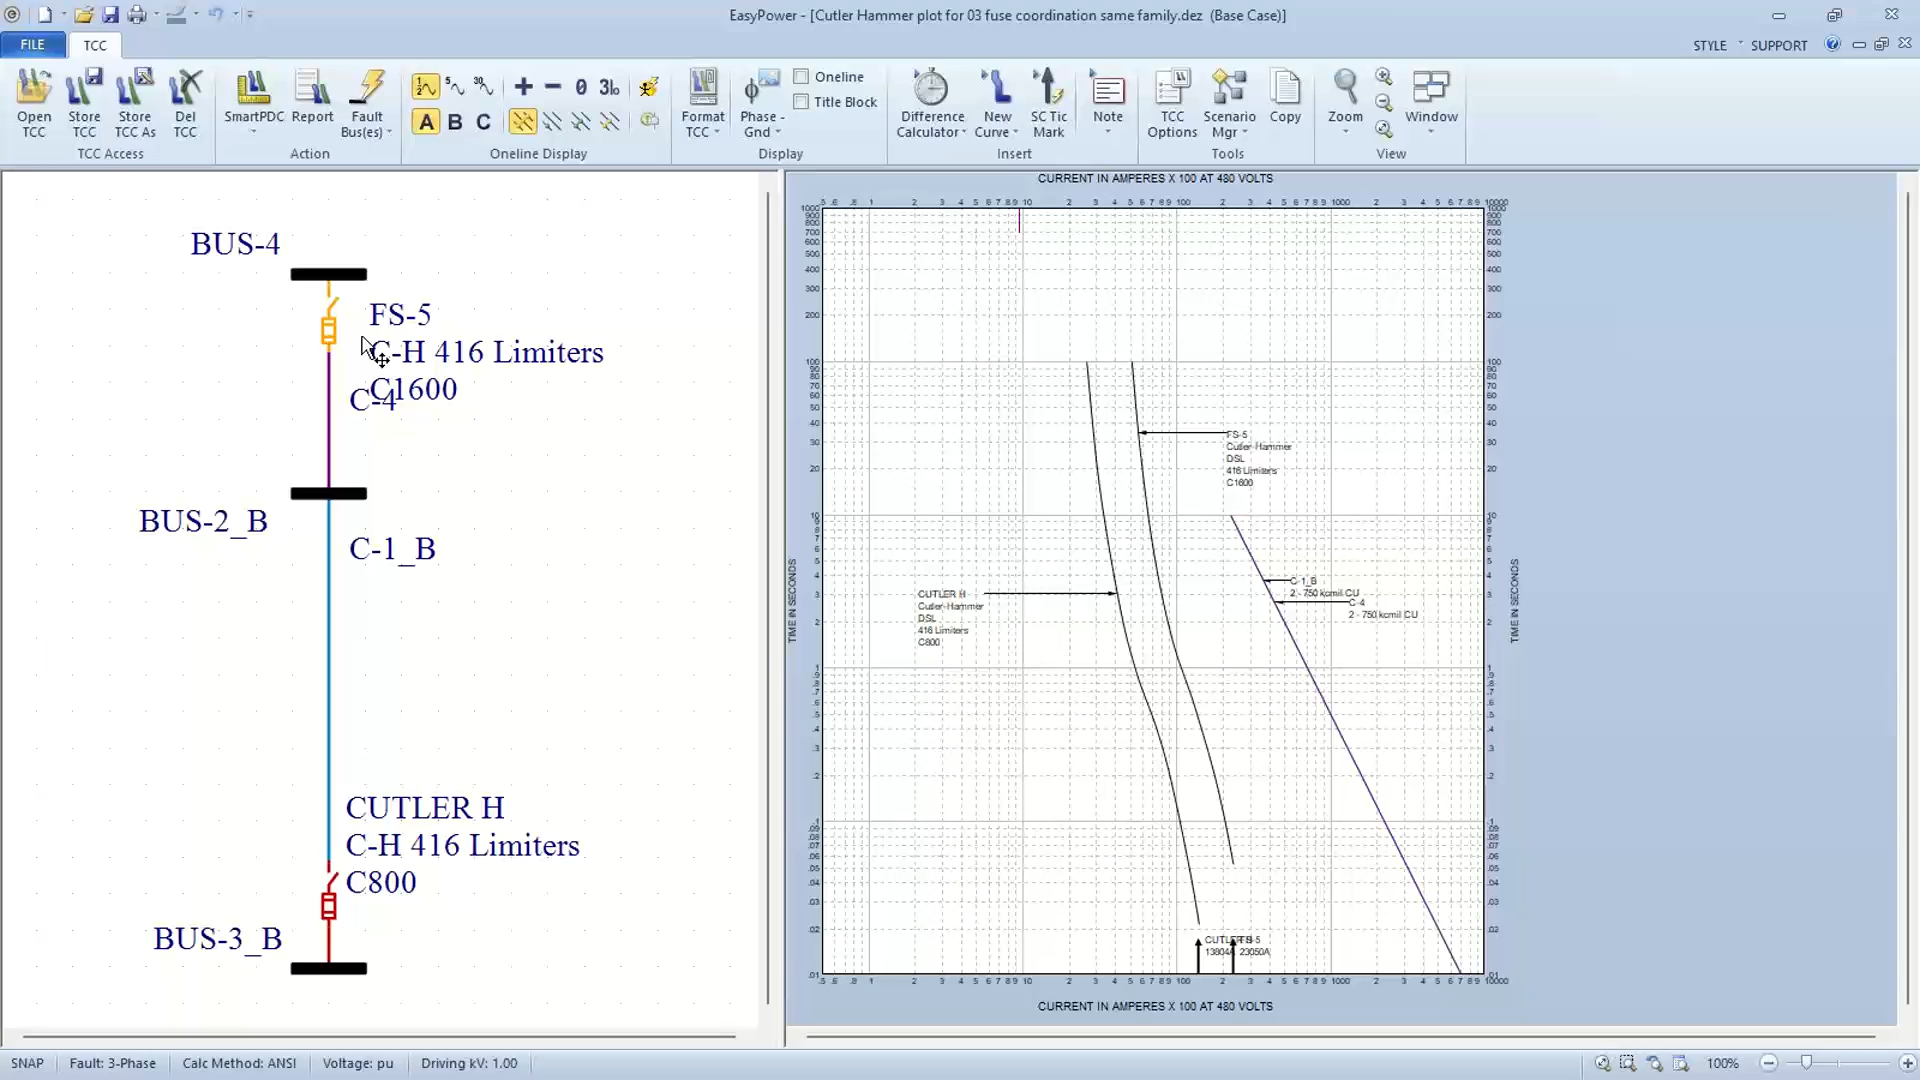 EasyPower - [Cutler Hammer plot for 03 fuse coordination same family.dez (Base Case)]
FILE
TCC
STYLE
SUPPORT
Open TCC
Store TCC
Store TCC As
Del TCC
TCC Access
SmartPDC
Report
Fault Bus(es)
Action
A B C
Oneline Display
Format TCC
Phase - Gnd
Oneline
Title Block
Display
Difference Calculator
New Curve
SC Tic Mark
Insert
Note
TCC Options
Scenario Mgr
Copy
Tools
Zoom
Window
View
BUS-4
FS-5
C-H 416 Limiters
C1600
C-4
BUS-2_B
C-1_B
CUTLER H
C-H 416 Limiters
C800
BUS-3_B
CURRENT IN AMPERES X 100 AT 480 VOLTS
TIME IN SECONDS
FS-5
Cutler-Hammer
DSL
416 Limiters
C1600
C-1_B
2 - 750 kcmil CU
C-4
2 - 750 kcmil CU
CUTLER H
Cutler-Hammer
DSL
416 Limiters
C800
13804A
23050A
TIME IN SECONDS
CURRENT IN AMPERES X 100 AT 480 VOLTS
SNAP
Fault: 3-Phase
Calc Method: ANSI
Voltage: pu
Driving kV: 1.00
100%